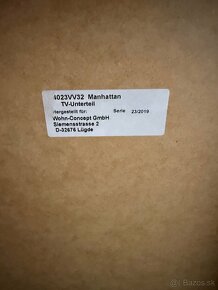 4023VV32 Manhattan
TV-Unterteil
Hergestellt für: Serie 23/2019
Wohn-Concept GmbH
Siemensstrasse 2
D-32676 Lügde
Bazos.sk